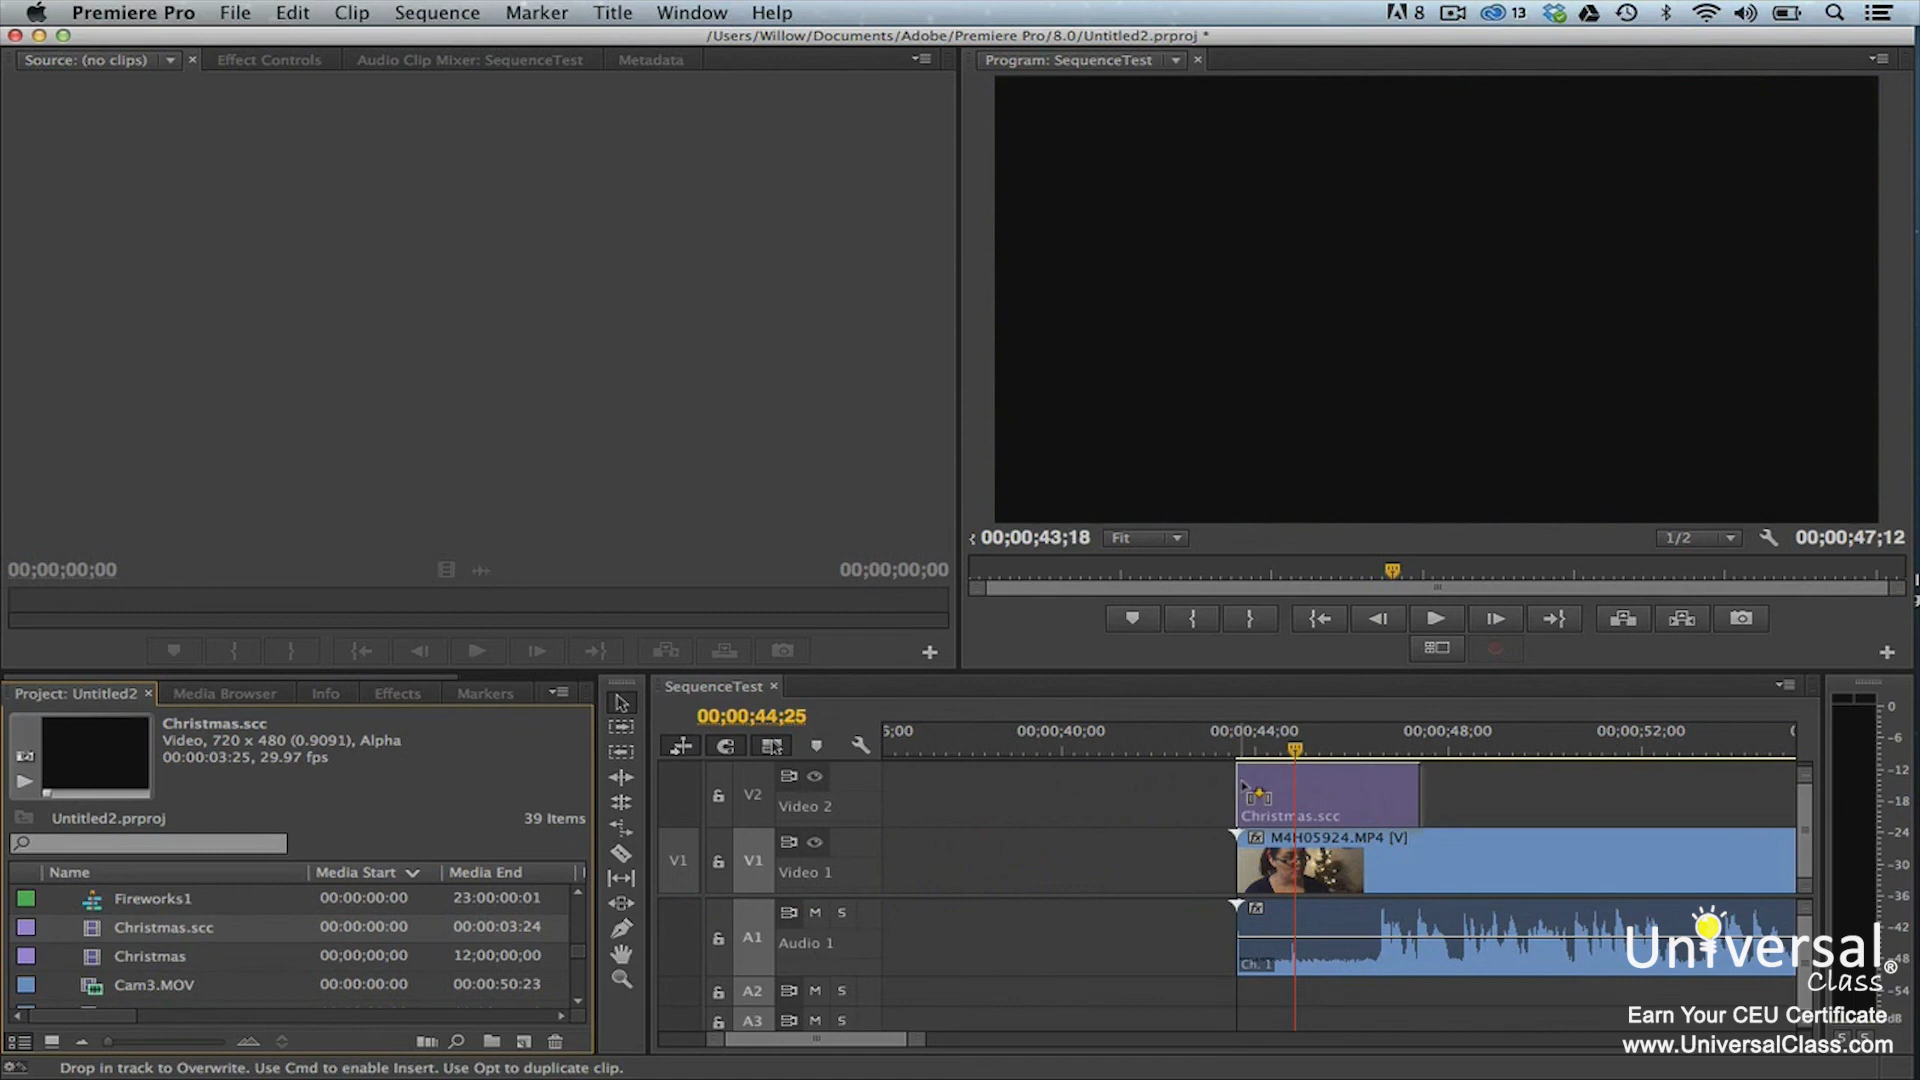 Premiere Pro File Edit Clip Sequence Marker Title Window Help 8 13
/Users/Willow/Documents/Adobe/Premiere Pro/8.0/Untitled2.prproj *
Source: (no clips) Effect Controls Audio Clip Mixer: SequenceTest Metadata
Program: SequenceTest
00;00;43;18 Fit 1/2 00;00;47;12
00;00;00;00 00;00;00;00
Project: Untitled2 Media Browser Info Effects Markers
Christmas.scc
Video, 720 x 480 (0.9091), Alpha
00:00:03:25, 29.97 fps
Untitled2.prproj 39 Items
Name Media Start Media End
Fireworks1 00:00:00:00 23:00:00:01
Christmas.scc 00:00:00:00 00:00:03:24
Christmas 00;00;00;00 12;00;00;00
Cam3.MOV 00:00:00:00 00:00:50:23
SequenceTest
00;00;44;25
5;00 00;00;40;00 00;00;44;00 00;00;48;00 00;00;52;00
V2 Video 2
Christmas.scc
V1 V1 Video 1
M4H05924.MP4 [V]
A1 M S Audio 1
Ch. 1
A2 M S
A3 M S
0
-6
-12
-18
-24
-30
-36
-42
-48
-54
dB
S S
Universal
Class ®
Earn Your CEU Certificate
www.UniversalClass.com
Drop in track to Overwrite. Use Cmd to enable Insert. Use Opt to duplicate clip.